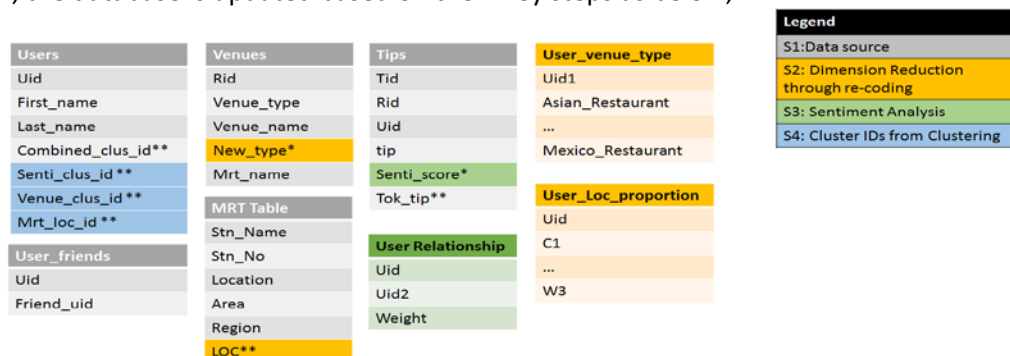 Users
Uid
First_name
Last_name
Combined_clus_id**
Senti_clus_id **
Venue_clus_id **
Mrt_loc_id **
User_friends
Uid
Friend_uid
Venues
Rid
Venue_type
Venue_name
New_type*
Mrt_name
MRT Table
Stn_Name
Stn_No
Location
Area
Region
LOC**
Tips
Tid
Rid
Uid
tip
Senti_score*
Tok_tip**
User Relationship
Uid
Uid2
Weight
User_venue_type
Uid1
Asian_Restaurant
...
Mexico_Restaurant
User_Loc_proportion
Uid
C1
...
W3
Legend
S1:Data source
S2: Dimension Reduction
through re-coding
S3: Sentiment Analysis
S4: Cluster IDs from Clustering